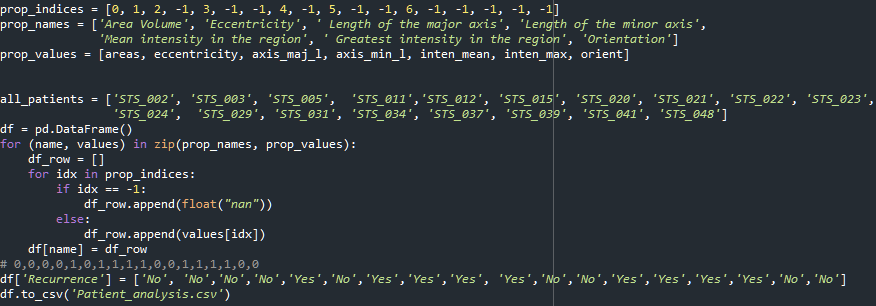 prop_indices = [0, 1, 2, -1, 3, -1, -1, 4, -1, 5, -1, -1, 6, -1, -1, -1, -1, -1]
prop_names = ['Area Volume', 'Eccentricity', ' Length of the major axis', 'Length of the minor axis',
'Mean intensity in the region', ' Greatest intensity in the region', 'Orientation']
prop_values = [areas, eccentricity, axis_maj_l, axis_min_l, inten_mean, inten_max, orient]
all_patients = ['STS_002', 'STS_003', 'STS_005',  'STS_011','STS_012', 'STS_015', 'STS_020', 'STS_021', 'STS_022', 'STS_023',
'STS_024',  'STS_029', 'STS_031', 'STS_034', 'STS_037', 'STS_039', 'STS_041', 'STS_048']
df = pd.DataFrame()
for (name, values) in zip(prop_names, prop_values):
    df_row = []
    for idx in prop_indices:
        if idx == -1:
            df_row.append(float("nan"))
        else:
            df_row.append(values[idx])
    df[name] = df_row
# 0,0,0,0,1,0,1,1,1,1,0,0,1,1,1,1,0,0
df['Recurrence'] = ['No', 'No','No','No','Yes','No','Yes','Yes','Yes', 'Yes','No','No','Yes','Yes','Yes','Yes','No','No']
df.to_csv('Patient_analysis.csv')